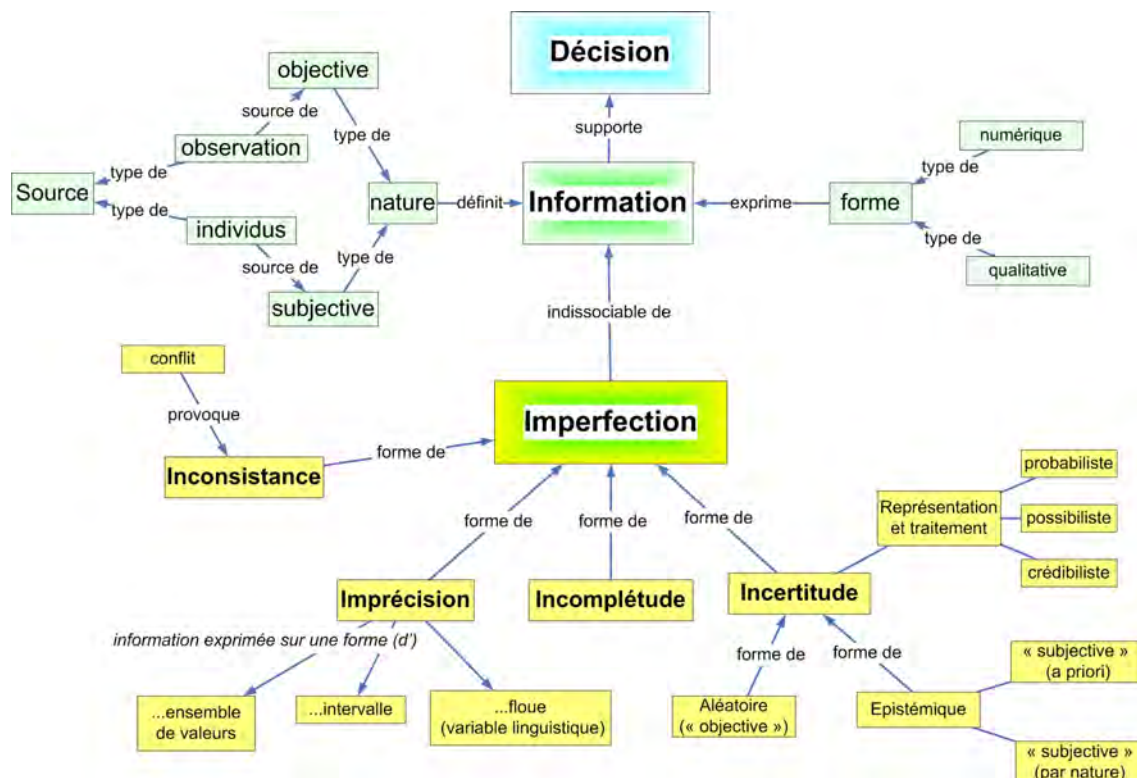 Décision
objective
source de
supporte
numérique
type de
observation
type de
type de
Source
nature
définit
Information
exprime
forme
type de
individus
type de
type de
source de
qualitative
subjective
indissociable de
conflit
provoque
Imperfection
forme de
Inconsistance
probabiliste
Représentation
et traitement
possibiliste
forme de
forme de
forme de
crédibiliste
Imprécision
Incomplétude
Incertitude
information exprimée sur une forme (d')
forme de
forme de
« subjective »
(a priori)
...ensemble
de valeurs
...intervalle
...floue
(variable linguistique)
Aléatoire
(« objective »)
Epistémique
« subjective »
(par nature)